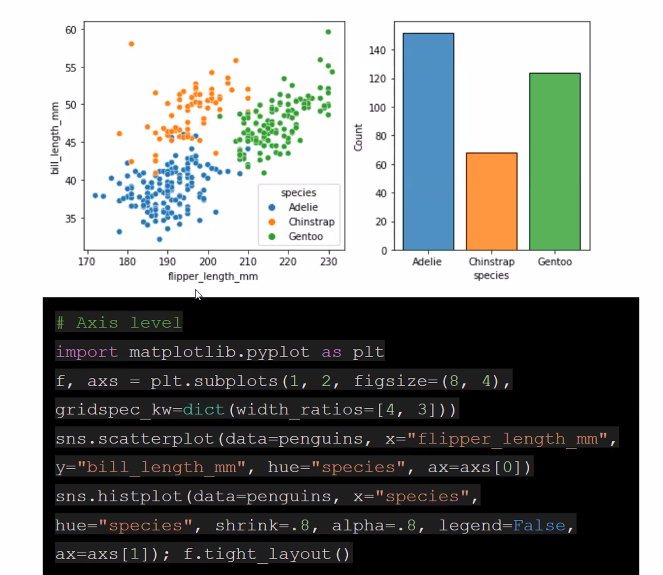 60
55
50
45
40
35
bill_length_mm
170 180 190 200 210 220 230
flipper_length_mm
species
Adelie
Chinstrap
Gentoo
140
120
100
80
60
40
20
0
Count
Adelie Chinstrap Gentoo
species
# Axis level
import matplotlib.pyplot as plt
f, axs = plt.subplots(1, 2, figsize=(8, 4),
gridspec_kw=dict(width_ratios=[4, 3]))
sns.scatterplot(data=penguins, x="flipper_length_mm",
y="bill_length_mm", hue="species", ax=axs[0])
sns.histplot(data=penguins, x="species",
hue="species", shrink=.8, alpha=.8, legend=False,
ax=axs[1]); f.tight_layout()